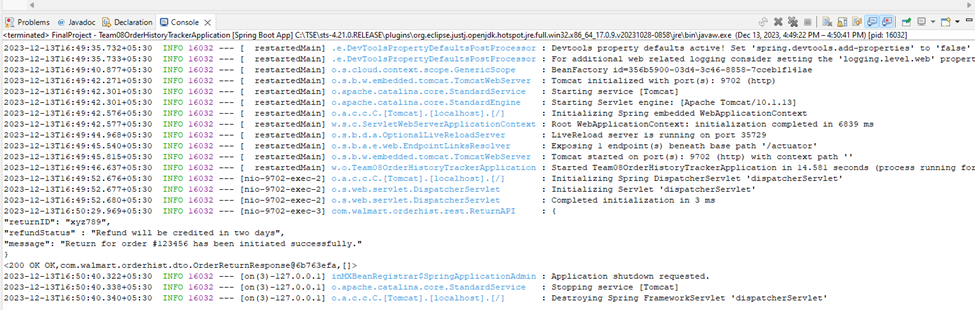 Problems @ Javadoc Declaration Console
<terminated> FinalProject - Team08OrderHistoryTrackerApplication [Spring Boot App] C:\TSE\sts-4.21.0.RELEASE\plugins\org.eclipse.justj.openjdk.hotspot.jre.full.win32.x86_64_17.0.9.v20231028-0858\jre\bin\javaw.exe (Dec 13, 2023, 4:49:22 PM – 4:50:41 PM) [pid: 16032]
2023-12-13T16:49:35.732+05:30 INFO 16032 --- [ restartedMain] .e.DevToolsPropertyDefaultsPostProcessor : Devtools property defaults active! Set 'spring.devtools.add-properties' to 'false'
2023-12-13T16:49:35.733+05:30 INFO 16032 --- [ restartedMain] .e.DevToolsPropertyDefaultsPostProcessor : For additional web related logging consider setting the 'logging.level.web' propert
2023-12-13T16:49:40.877+05:30 INFO 16032 --- [ restartedMain] o.s.cloud.context.scope.GenericScope : BeanFactory id=356b5900-03d4-3c46-8858-7cceb1f14lae
2023-12-13T16:49:42.271+05:30 INFO 16032 --- [ restartedMain] o.s.b.w.embedded.tomcat.TomcatWebServer : Tomcat initialized with port(s): 9702 (http)
2023-12-13T16:49:42.301+05:30 INFO 16032 --- [ restartedMain] o.apache.catalina.core.StandardService : Starting service [Tomcat]
2023-12-13T16:49:42.301+05:30 INFO 16032 --- [ restartedMain] o.apache.catalina.core.StandardEngine : Starting Servlet engine: [Apache Tomcat/10.1.13]
2023-12-13T16:49:42.576+05:30 INFO 16032 --- [ restartedMain] o.a.c.c.C.[Tomcat].[localhost].[/] : Initializing Spring embedded WebApplicationContext
2023-12-13T16:49:42.577+05:30 INFO 16032 --- [ restartedMain] w.s.c.ServletWebServerApplicationContext : Root WebApplicationContext: initialization completed in 6839 ms
2023-12-13T16:49:44.968+05:30 INFO 16032 --- [ restartedMain] o.s.b.d.a.OptionalLiveReloadServer : LiveReload server is running on port 35729
2023-12-13T16:49:45.540+05:30 INFO 16032 --- [ restartedMain] o.s.b.a.e.web.EndpointLinksResolver : Exposing 1 endpoint(s) beneath base path '/actuator'
2023-12-13T16:49:45.815+05:30 INFO 16032 --- [ restartedMain] o.s.b.w.embedded.tomcat.TomcatWebServer : Tomcat started on port(s): 9702 (http) with context path ''
2023-12-13T16:49:46.637+05:30 INFO 16032 --- [ restartedMain] w.o.Team08OrderHistoryTrackerApplication : Started Team08OrderHistoryTrackerApplication in 14.581 seconds (process running for
2023-12-13T16:49:52.676+05:30 INFO 16032 --- [nio-9702-exec-2] o.a.c.c.C.[Tomcat].[localhost].[/] : Initializing Spring DispatcherServlet 'dispatcherServlet'
2023-12-13T16:49:52.677+05:30 INFO 16032 --- [nio-9702-exec-2] o.s.web.servlet.DispatcherServlet : Initializing Servlet 'dispatcherServlet'
2023-12-13T16:49:52.680+05:30 INFO 16032 --- [nio-9702-exec-2] o.s.web.servlet.DispatcherServlet : Completed initialization in 3 ms
2023-12-13T16:50:29.969+05:30 INFO 16032 --- [nio-9702-exec-3] com.walmart.orderhist.rest.ReturnAPI : {
"returnID": "xyz789",
"refundStatus" : "Refund will be credited in two days",
"message": "Return for order #123456 has been initiated successfully."
}
<200 OK OK,com.walmart.orderhist.dto.OrderReturnResponse@6b763efa,[]>
2023-12-13T16:50:40.322+05:30 INFO 16032 --- [on(3)-127.0.0.1] inMXBeanRegistrar$SpringApplicationAdmin : Application shutdown requested.
2023-12-13T16:50:40.338+05:30 INFO 16032 --- [on(3)-127.0.0.1] o.apache.catalina.core.StandardService : Stopping service [Tomcat]
2023-12-13T16:50:40.340+05:30 INFO 16032 --- [on(3)-127.0.0.1] o.a.c.c.C.[Tomcat].[localhost].[/] : Destroying Spring FrameworkServlet 'dispatcherServlet'